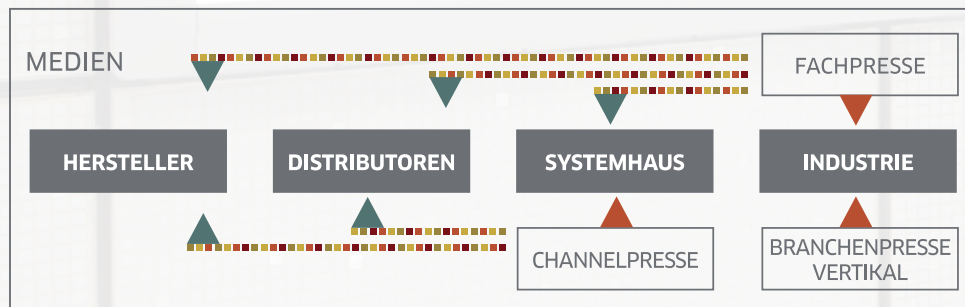 MEDIEN
FACHPRESSE
HERSTELLER
DISTRIBUTOREN
SYSTEMHAUS
INDUSTRIE
CHANNELPRESSE
BRANCHENPRESSE
VERTIKAL